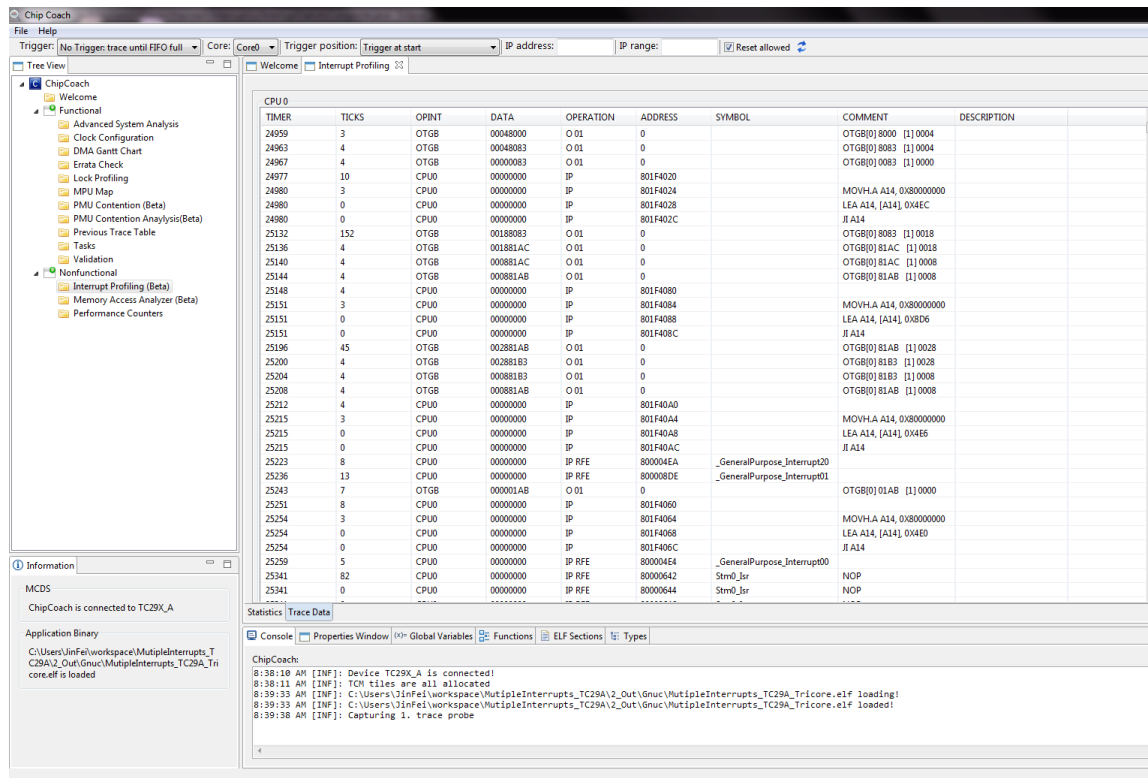 Chip Coach
File Help
Trigger: No Trigger: trace until FIFO full Core: Core0 Trigger position: Trigger at start IP address: IP range: Reset allowed
Tree View
ChipCoach
Welcome
Functional
Advanced System Analysis
Clock Configuration
DMA Gantt Chart
Errata Check
Lock Profiling
MPU Map
PMU Contention (Beta)
PMU Contention Anaylysis(Beta)
Previous Trace Table
Tasks
Validation
Nonfunctional
Interrupt Profiling (Beta)
Memory Access Analyzer (Beta)
Performance Counters
Information
MCDS
ChipCoach is connected to TC29X_A
Application Binary
C:\Users\JinFei\workspace\MutipleInterrupts_T
C29A\2_Out\Gnuc\MutipleInterrupts_TC29A_Tri
core.elf is loaded
Welcome Interrupt Profiling
CPU 0
TIMER TICKS OPINT DATA OPERATION ADDRESS SYMBOL COMMENT DESCRIPTION
24959 3 OTGB 00048000 O 01 0 OTGB[0] 8000 [1] 0004
24963 4 OTGB 00048083 O 01 0 OTGB[0] 8083 [1] 0004
24967 4 OTGB 00000083 O 01 0 OTGB[0] 0083 [1] 0000
24977 10 CPU0 00000000 IP 801F4020
24980 3 CPU0 00000000 IP 801F4024 MOVH.A A14, 0X80000000
24980 0 CPU0 00000000 IP 801F4028 LEA A14, [A14], 0X4EC
24980 0 CPU0 00000000 IP 801F402C JI A14
25132 152 OTGB 00188083 O 01 0 OTGB[0] 8083 [1] 0018
25136 4 OTGB 001881AC O 01 0 OTGB[0] 81AC [1] 0018
25140 4 OTGB 000881AC O 01 0 OTGB[0] 81AC [1] 0008
25144 4 OTGB 000881AB O 01 0 OTGB[0] 81AB [1] 0008
25148 4 CPU0 00000000 IP 801F4080
25151 3 CPU0 00000000 IP 801F4084 MOVH.A A14, 0X80000000
25151 0 CPU0 00000000 IP 801F4088 LEA A14, [A14], 0X8D6
25151 0 CPU0 00000000 IP 801F408C JI A14
25196 45 OTGB 002881AB O 01 0 OTGB[0] 81AB [1] 0028
25200 4 OTGB 002881B3 O 01 0 OTGB[0] 81B3 [1] 0028
25204 4 OTGB 000881B3 O 01 0 OTGB[0] 81B3 [1] 0008
25208 4 OTGB 000881AB O 01 0 OTGB[0] 81AB [1] 0008
25212 4 CPU0 00000000 IP 801F40A0
25215 3 CPU0 00000000 IP 801F40A4 MOVH.A A14, 0X80000000
25215 0 CPU0 00000000 IP 801F40A8 LEA A14, [A14], 0X4E6
25215 0 CPU0 00000000 IP 801F40AC JI A14
25223 8 CPU0 00000000 IP RFE 800004EA _GeneralPurpose_Interrupt20
25236 13 CPU0 00000000 IP RFE 800008DE _GeneralPurpose_Interrupt01
25243 7 OTGB 000001AB O 01 0 OTGB[0] 01AB [1] 0000
25251 8 CPU0 00000000 IP 801F4060
25254 3 CPU0 00000000 IP 801F4064 MOVH.A A14, 0X80000000
25254 0 CPU0 00000000 IP 801F4068 LEA A14, [A14], 0X4E0
25254 0 CPU0 00000000 IP 801F406C JI A14
25259 5 CPU0 00000000 IP RFE 800004E4 _GeneralPurpose_Interrupt00
25341 82 CPU0 00000000 IP RFE 80000642 Stm0_Isr NOP
25341 0 CPU0 00000000 IP RFE 80000644 Stm0_Isr NOP
Statistics Trace Data
Console Properties Window (x)= Global Variables Functions ELF Sections Types
ChipCoach:
8:38:10 AM [INF]: Device TC29X_A is connected!
8:38:11 AM [INF]: TCM tiles are all allocated
8:39:33 AM [INF]: C:\Users\JinFei\workspace\MutipleInterrupts_TC29A\2_Out\Gnuc\MutipleInterrupts_TC29A_Tricore.elf loading!
8:39:33 AM [INF]: C:\Users\JinFei\workspace\MutipleInterrupts_TC29A\2_Out\Gnuc\MutipleInterrupts_TC29A_Tricore.elf loaded!
8:39:38 AM [INF]: Capturing 1. trace probe